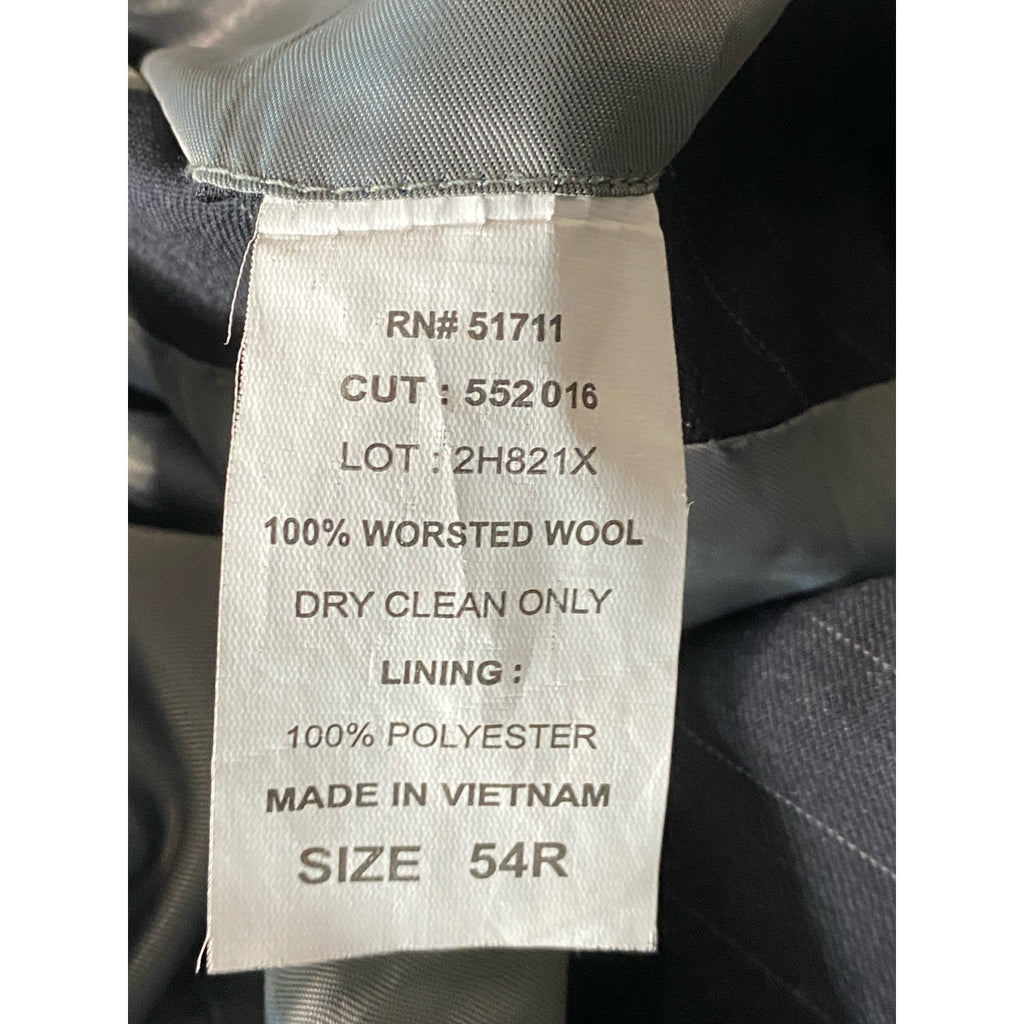 RN# 51711
CUT : 552016
LOT : 2H821X
100% WORSTED WOOL
DRY CLEAN ONLY
LINING :
100% POLYESTER
MADE IN VIETNAM
SIZE 54R